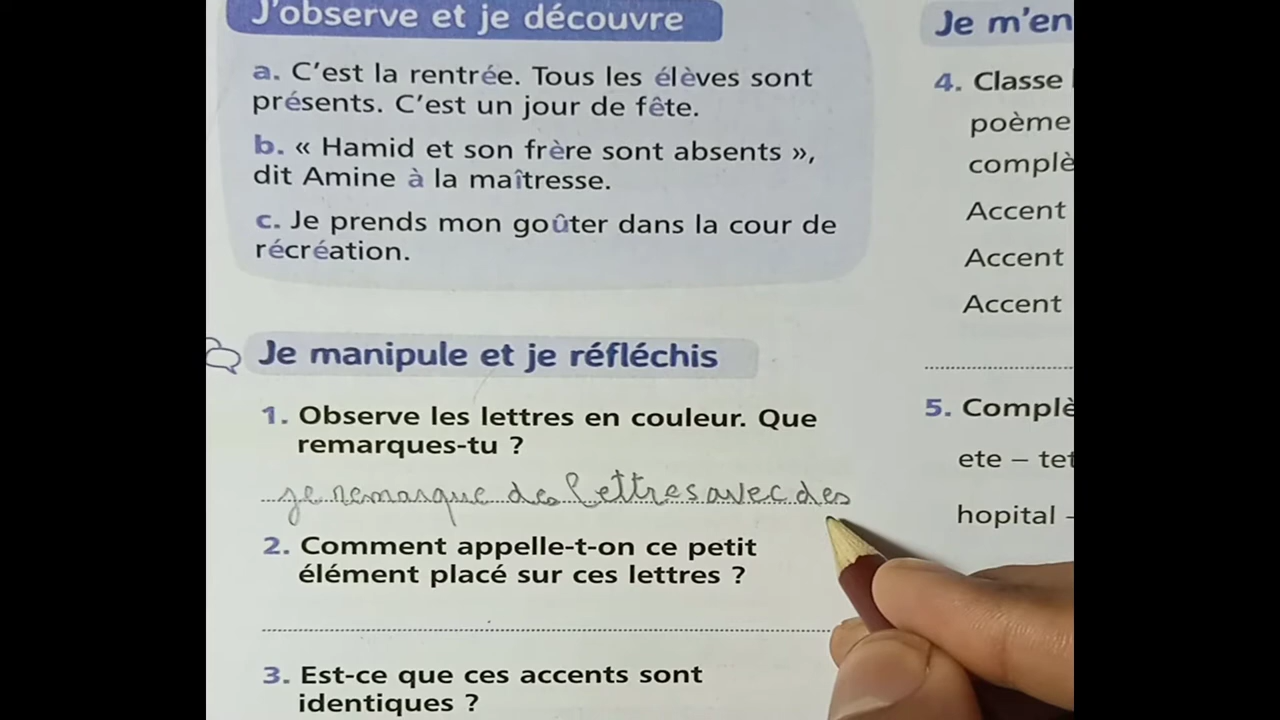 J'observe et je découvre
a. C'est la rentrée. Tous les élèves sont
présents. C'est un jour de fête.
b. « Hamid et son frère sont absents »,
dit Amine à la maîtresse.
c. Je prends mon goûter dans la cour de
récréation.
Je manipule et je réfléchis
1. Observe les lettres en couleur. Que
remarques-tu ?
je remarque des lettres avec des
2. Comment appelle-t-on ce petit
élément placé sur ces lettres ?
3. Est-ce que ces accents sont
identiques ?
Je m'en
4. Classe
poème
complè
Accent
Accent
Accent
5. Complè
ete – tet
hopital –